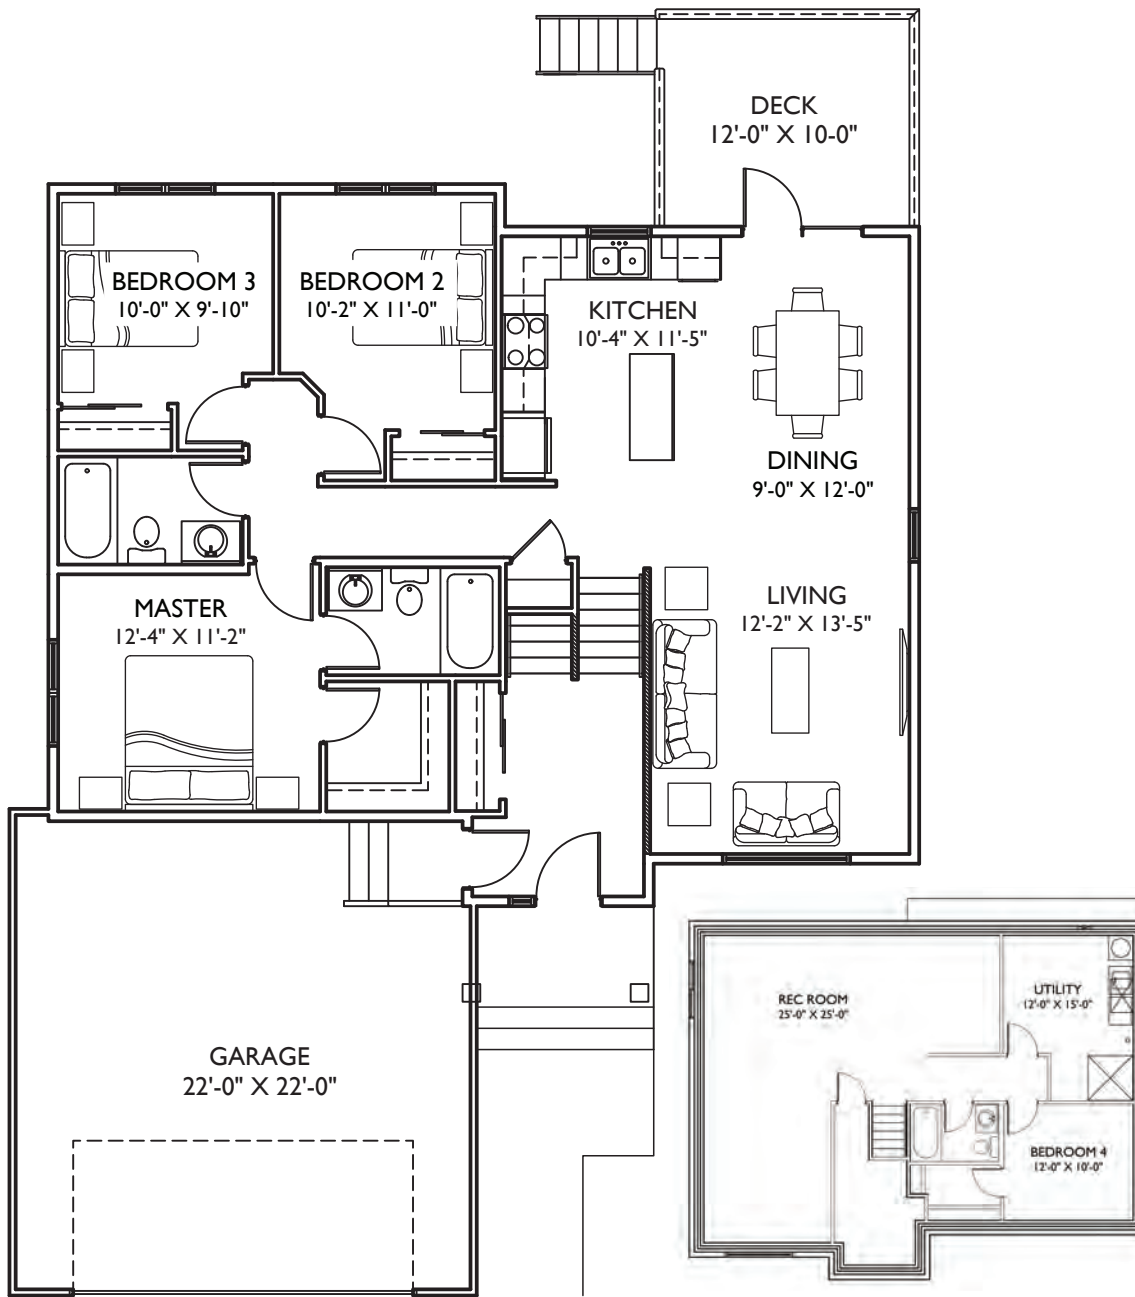 DECK
12'-0" X 10-0"
BEDROOM 3
10'-0" X 9'-10"
BEDROOM 2
10'-2" X 11'-0"
KITCHEN
10'-4" X 11'-5"
DINING
9'-0" X 12'-0"
MASTER
12'-4" X 11'-2"
LIVING
12'-2" X 13'-5"
GARAGE
22'-0" X 22'-0"
REC ROOM
25'-0" X 25'-0"
UTILITY
12'-0" X 15'-0"
BEDROOM 4
12'-0" X 10'-0"